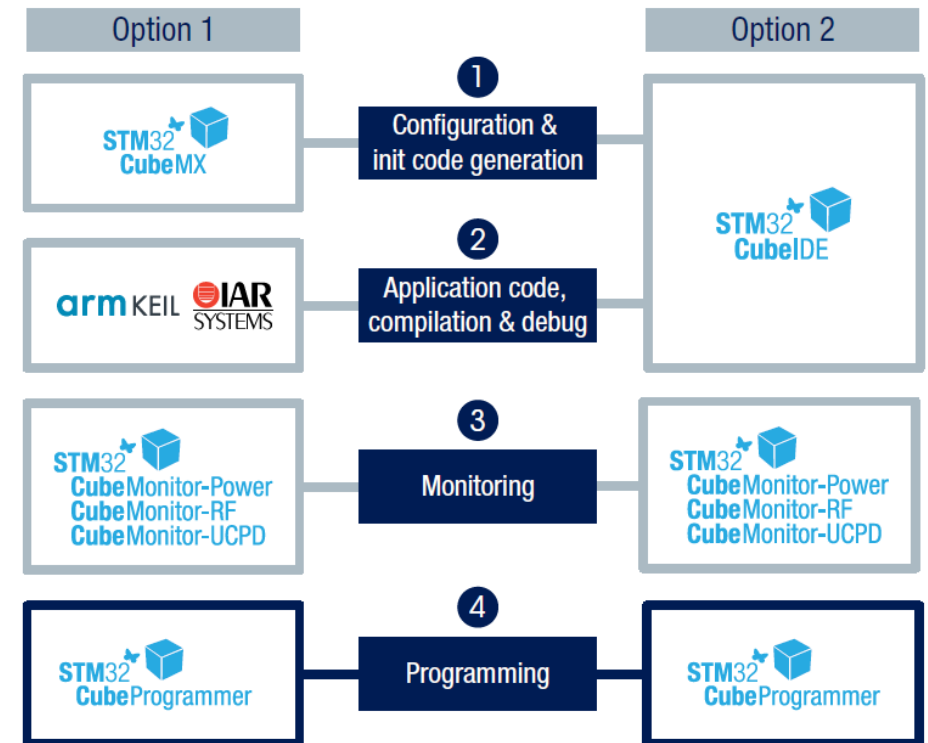 Option 1
Option 2
1
Configuration &
init code generation
STM32
CubeMX
STM32
CubeIDE
2
Application code,
compilation & debug
arm KEIL
IAR
SYSTEMS
3
Monitoring
STM32
CubeMonitor-Power
CubeMonitor-RF
CubeMonitor-UCPD
STM32
CubeMonitor-Power
CubeMonitor-RF
CubeMonitor-UCPD
4
Programming
STM32
CubeProgrammer
STM32
CubeProgrammer